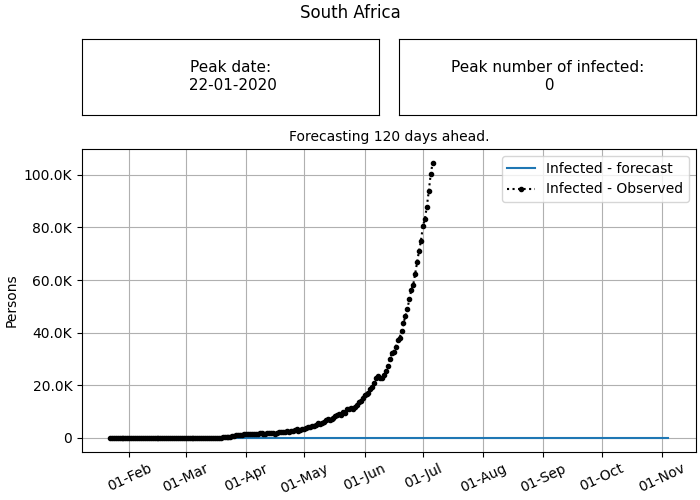 South Africa
Peak date:
22-01-2020
Peak number of infected:
0
Forecasting 120 days ahead.
Infected - forecast
Infected - Observed
Persons
100.0K
80.0K
60.0K
40.0K
20.0K
0
01-Feb
01-Mar
01-Apr
01-May
01-Jun
01-Jul
01-Aug
01-Sep
01-Oct
01-Nov